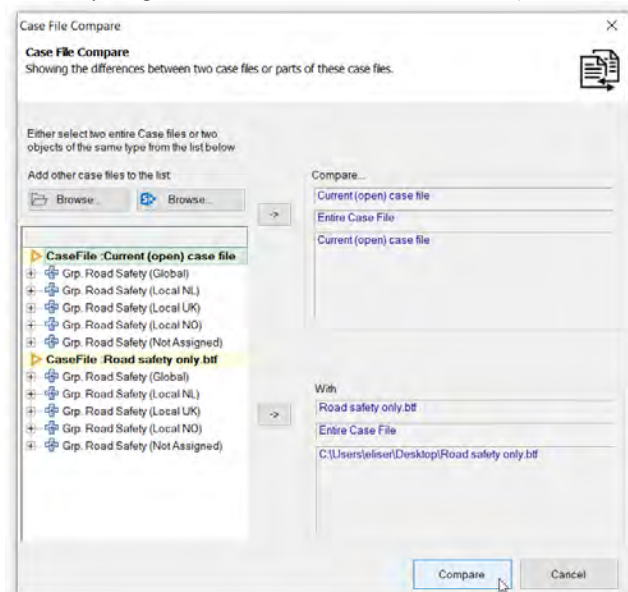 Case File Compare
Case File Compare
Showing the differences between two case files or parts of these case files.
Either select two entire Case files or two
objects of the same type from the list below
Add other case files to the list
Browse...
Browse...
->
CaseFile :Current (open) case file
Grp. Road Safety (Global)
Grp. Road Safety (Local NL)
Grp. Road Safety (Local UK)
Grp. Road Safety (Local NO)
Grp. Road Safety (Not Assigned)
CaseFile :Road safety only.btf
Grp. Road Safety (Global)
Grp. Road Safety (Local NL)
Grp. Road Safety (Local UK)
Grp. Road Safety (Local NO)
Grp. Road Safety (Not Assigned)
Compare...
Current (open) case file
Entire Case File
Current (open) case file
->
With
Road safety only.btf
Entire Case File
C:\Users\eliser\Desktop\Road safety only.btf
Compare
Cancel